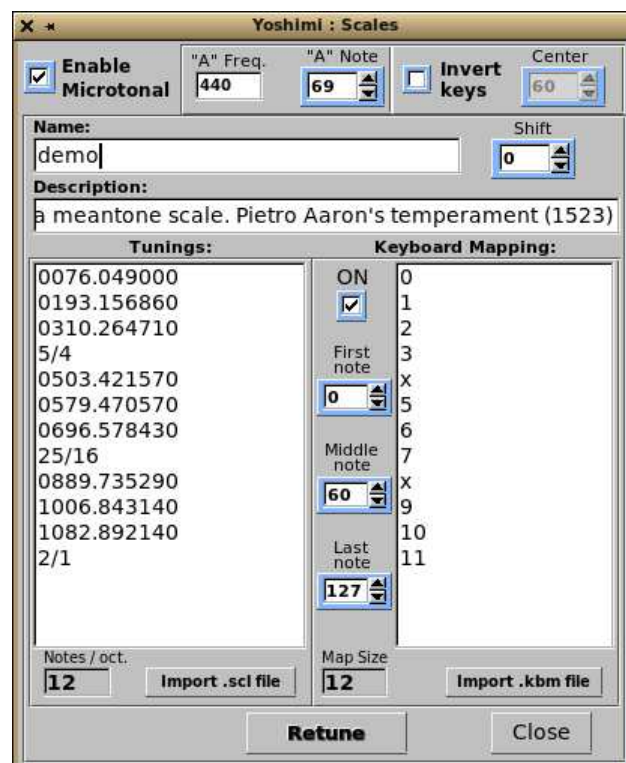 Yoshimi : Scales
Enable
Microtonal
"A" Freq.
440
"A" Note
69
Invert
keys
Center
60
Name:
demo
Shift
0
Description:
a meantone scale. Pietro Aaron's temperament (1523)
Tunings:
0076.049000
0193.156860
0310.264710
5/4
0503.421570
0579.470570
0696.578430
25/16
0889.735290
1006.843140
1082.892140
2/1
Notes / oct.
12
Import .scl file
Keyboard Mapping:
ON
First
note
0
Middle
note
60
Last
note
127
0
1
2
3
x
5
6
7
x
9
10
11
Map Size
12
Import .kbm file
Retune
Close